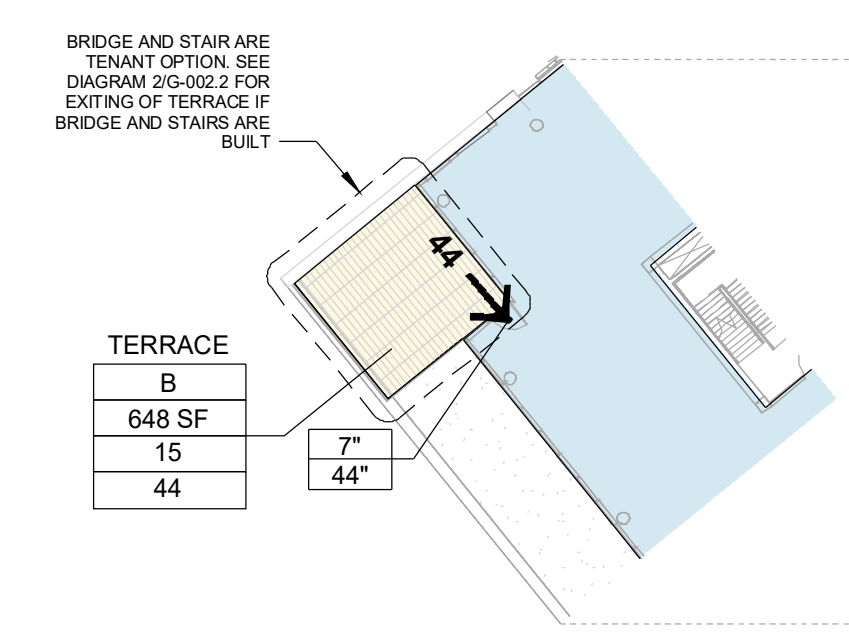 BRIDGE AND STAIR ARE
TENANT OPTION. SEE
DIAGRAM 2/G-002.2 FOR
EXITING OF TERRACE IF
BRIDGE AND STAIRS ARE
BUILT
44
TERRACE
B
648 SF
15
44
7"
44"